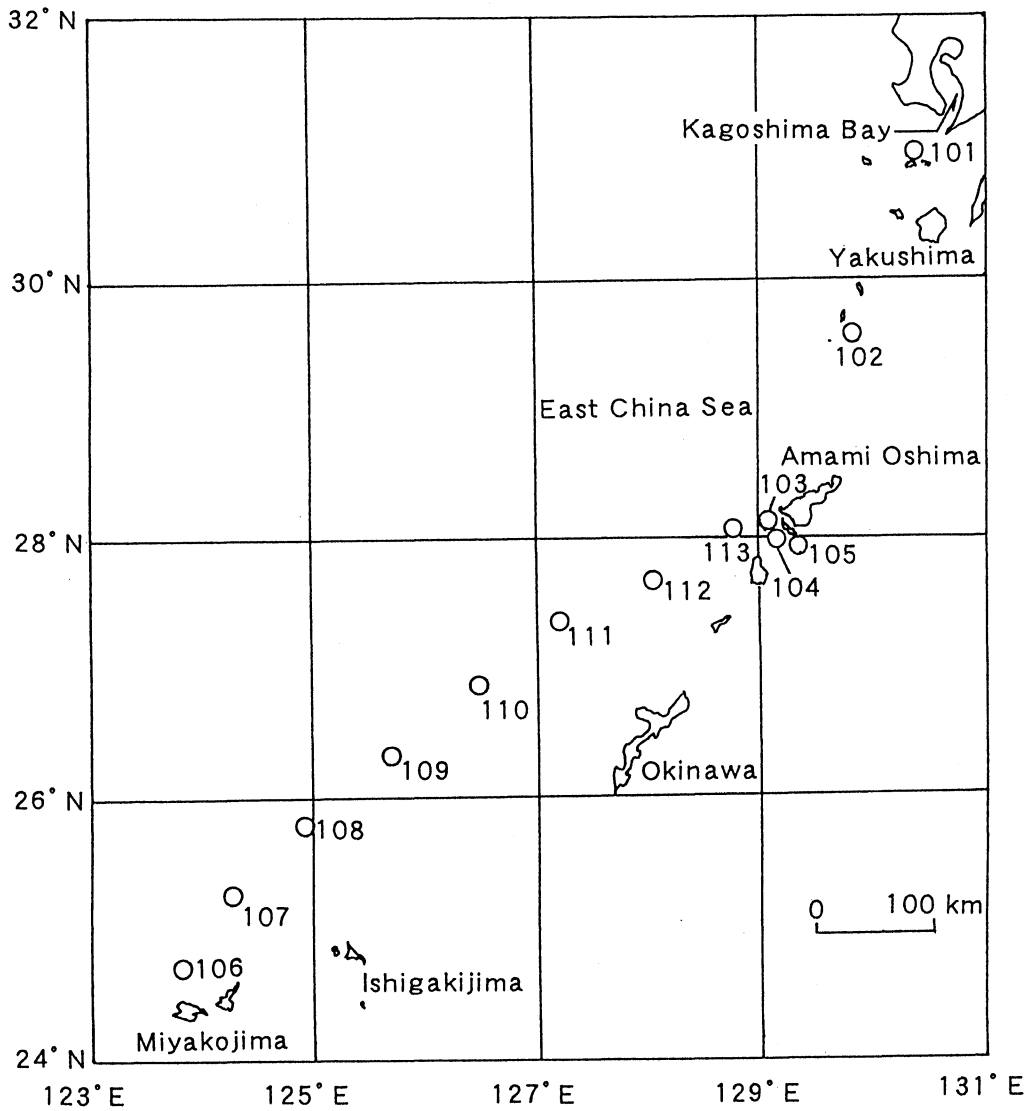 32°N
Kagoshima Bay
101
Yakushima
30°N
102
East China Sea
Amami Oshima
103
28°N
113
105
104
112
111
110
109
Okinawa
26°N
108
107
0 100 km
106
Ishigakijima
Miyakojima
24°N
123°E 125°E 127°E 129°E 131°E